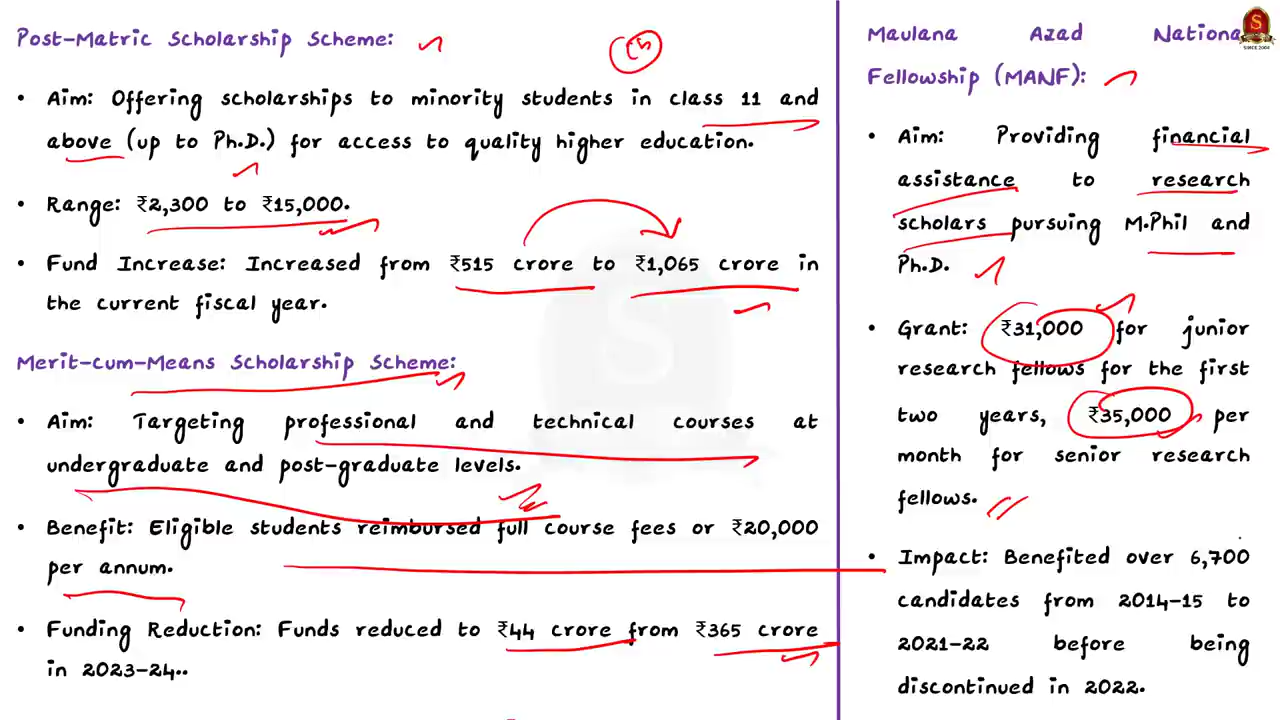 Post-Matric Scholarship Scheme:
• Aim: Offering scholarships to minority students in class 11 and
above (up to Ph.D.) for access to quality higher education.
• Range: ₹2,300 to ₹15,000.
• Fund Increase: Increased from ₹515 crore to ₹1,065 crore in
the current fiscal year.
Merit-cum-Means Scholarship Scheme:
• Aim: Targeting professional and technical courses at
undergraduate and post-graduate levels.
• Benefit: Eligible students reimbursed full course fees or ₹20,000
per annum.
• Funding Reduction: Funds reduced to ₹44 crore from ₹365 crore
in 2023-24..
Maulana Azad Nationa
Fellowship (MANF):
• Aim: Providing financial
assistance to research
scholars pursuing M.Phil and
Ph.D.
• Grant: ₹31,000 for junior
research fellows for the first
two years, ₹35,000 per
month for senior research
fellows.
• Impact: Benefited over 6,700
candidates from 2014-15 to
2021-22 before being
discontinued in 2022.
S
SINCE 2004
S